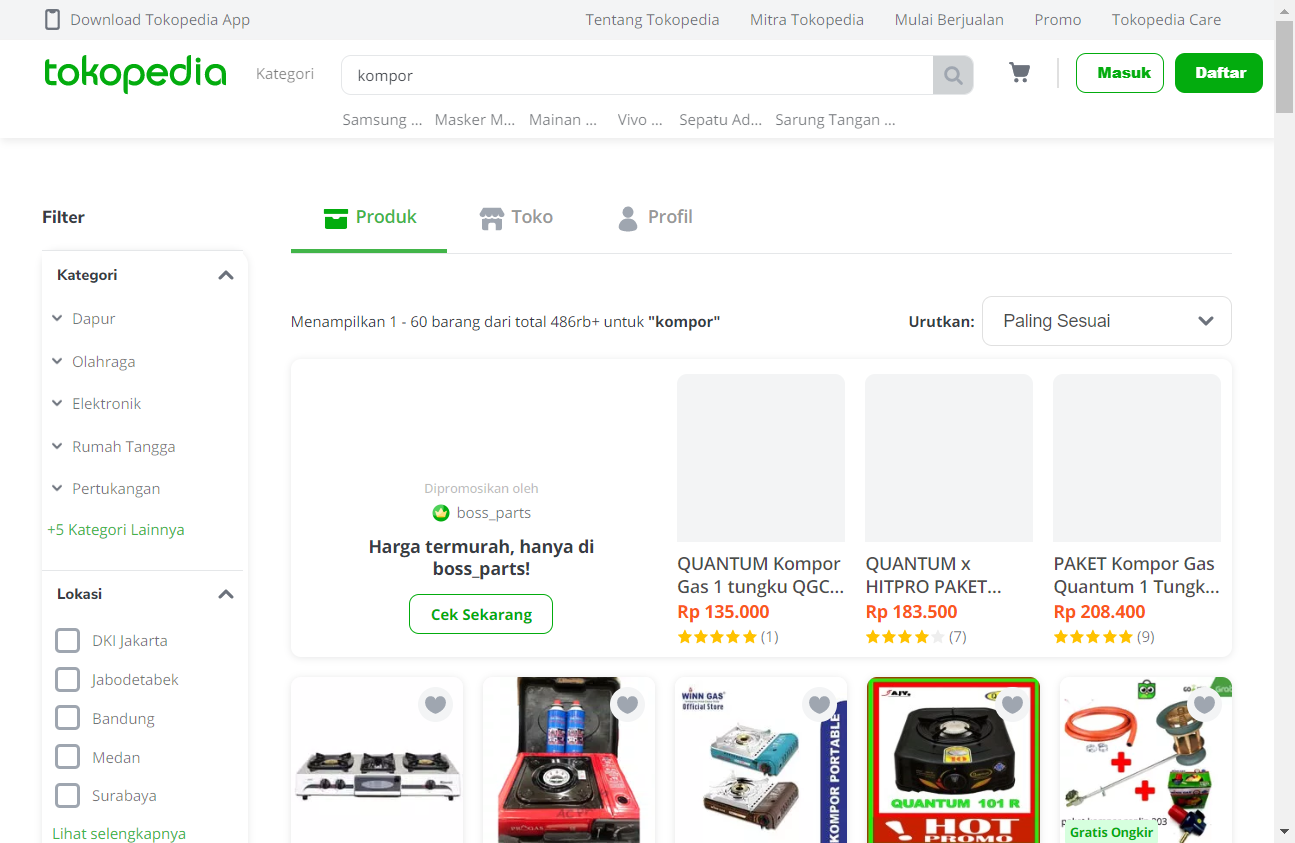 Download Tokopedia App
Tentang Tokopedia
Mitra Tokopedia
Mulai Berjualan
Promo
Tokopedia Care
tokopedia
Kategori
kompor
Masuk
Daftar
Samsung ...
Masker M...
Mainan ...
Vivo ...
Sepatu Ad...
Sarung Tangan ...
Filter
Kategori
Dapur
Olahraga
Elektronik
Rumah Tangga
Pertukangan
+5 Kategori Lainnya
Lokasi
DKI Jakarta
Jabodetabek
Bandung
Medan
Surabaya
Lihat selengkapnya
Produk
Toko
Profil
Menampilkan 1 - 60 barang dari total 486rb+ untuk "kompor"
Urutkan:
Paling Sesuai
Dipromosikan oleh
boss_parts
Harga termurah, hanya di
boss_parts!
Cek Sekarang
QUANTUM Kompor
Gas 1 tungku QGC...
Rp 135.000
(1)
QUANTUM x
HITPRO PAKET...
Rp 183.500
(7)
PAKET Kompor Gas
Quantum 1 Tungk...
Rp 208.400
(9)
WINN GAS
Official Store
KOMPOR PORTABLE
QUANTUM 101 R
! HOT
PROMO
Gratis Ongkir